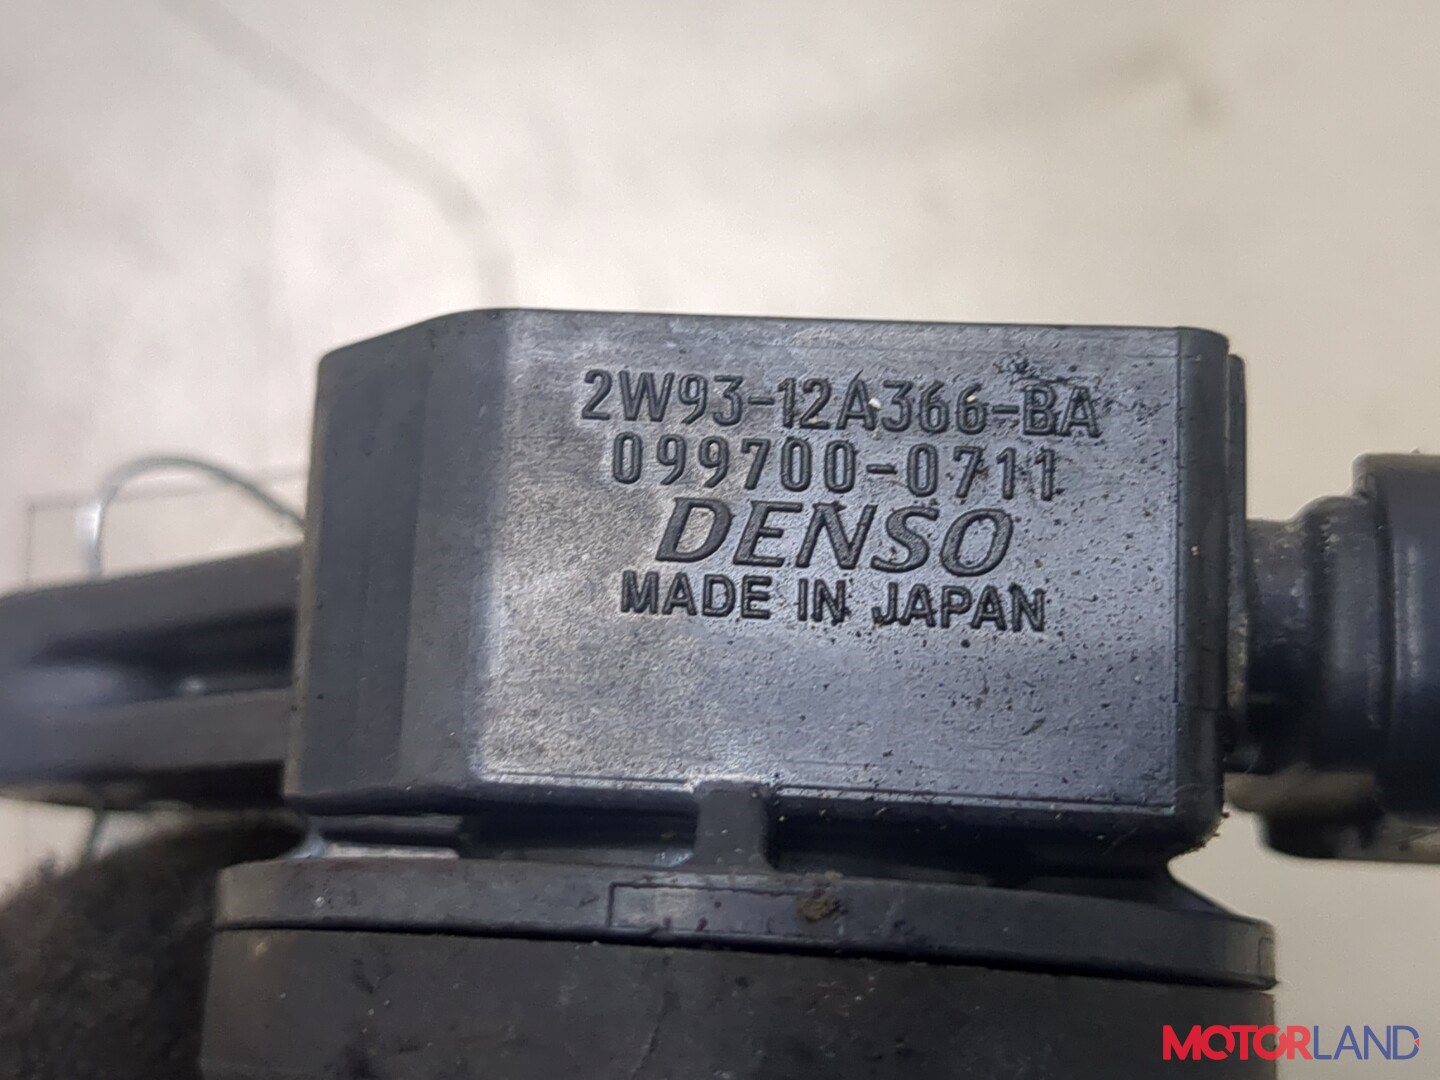 2W93-12A366-BA
099700-0711
DENSO
MADE IN JAPAN
MOTORLAND